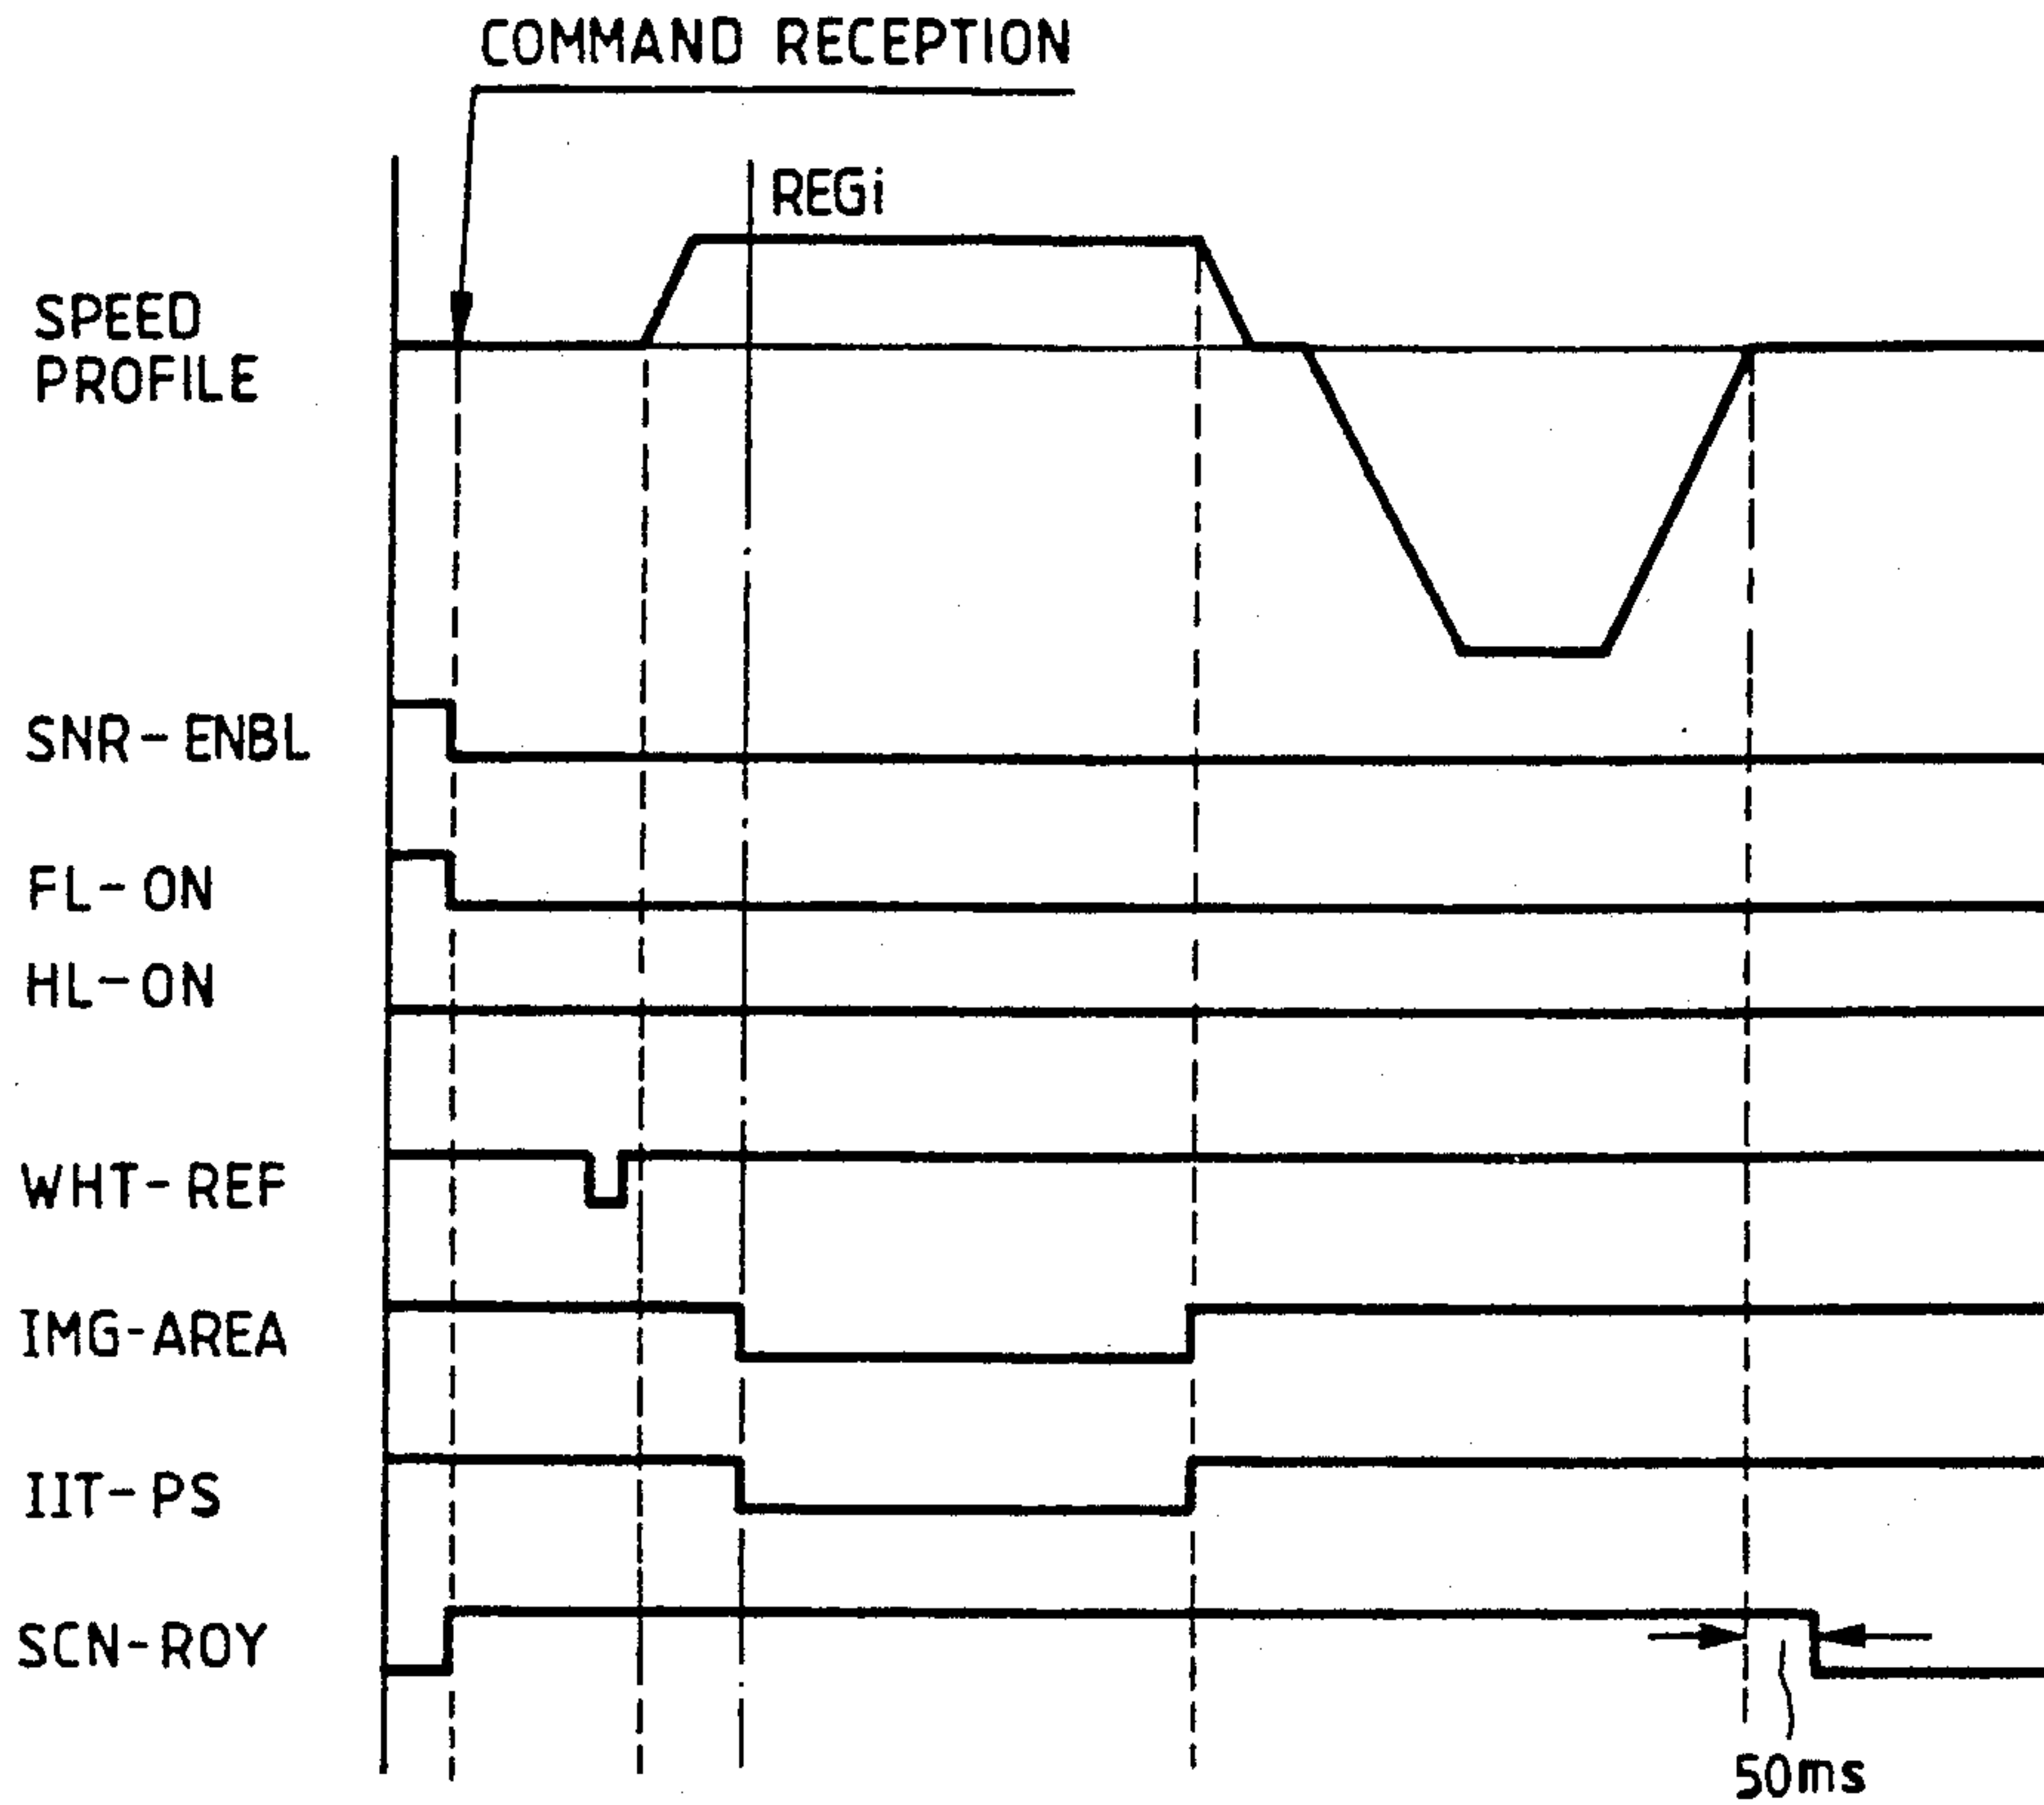 COMMAND RECEPTION
REGi
SPEED
PROFILE
SNR-ENBL
FL-ON
HL-ON
WHT-REF
IMG-AREA
IIT-PS
SCN-RDY
50ms